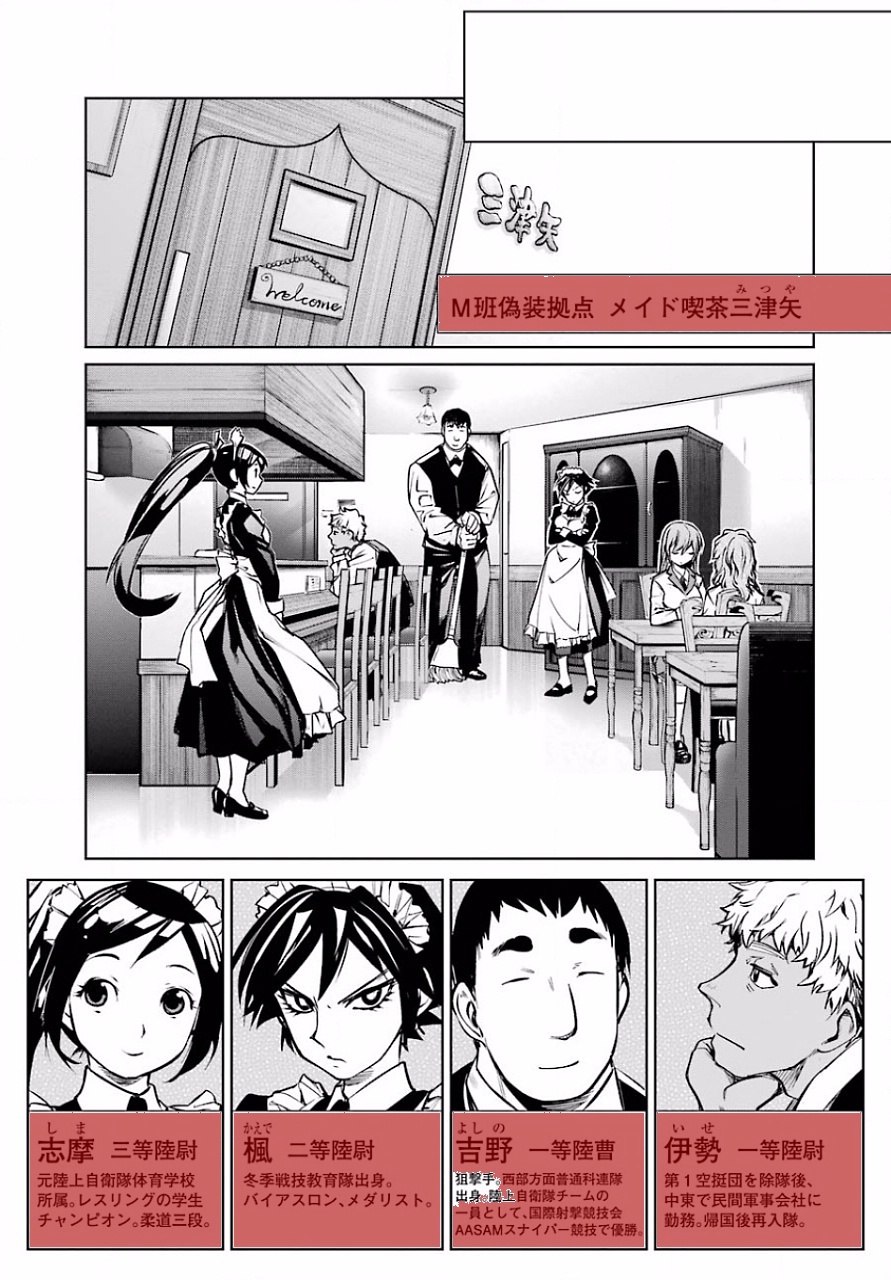 三津矢
Welcome
みつや
M班偽装拠点 メイド喫茶三津矢
しま
志摩 三等陸尉
元陸上自衛隊体育学校
所属。レスリングの学生
チャンピオン。柔道三段。
かえで
楓 二等陸尉
冬季戦技教育隊出身。
バイアスロン、メダリスト。
よしの
吉野 一等陸曹
狙撃手。西部方面普通科連隊
出身。陸上自衛隊チームの
一員として、国際射撃競技会
AASAMスナイパー競技で優勝。
いせ
伊勢 一等陸尉
第1空挺団を除隊後、
中東で民間軍事会社に
勤務。帰国後再入隊。